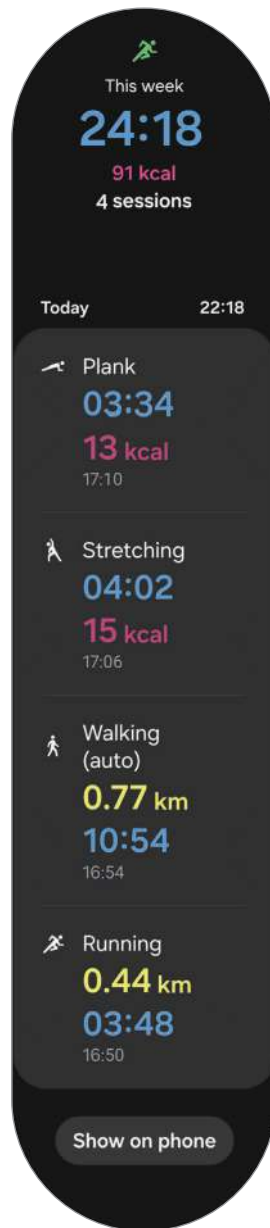 This week
24:18
91 kcal
4 sessions
Today 22:18
Plank
03:34
13 kcal
17:10
Stretching
04:02
15 kcal
17:06
Walking
(auto)
0.77 km
10:54
16:54
Running
0.44 km
03:48
16:50
Show on phone